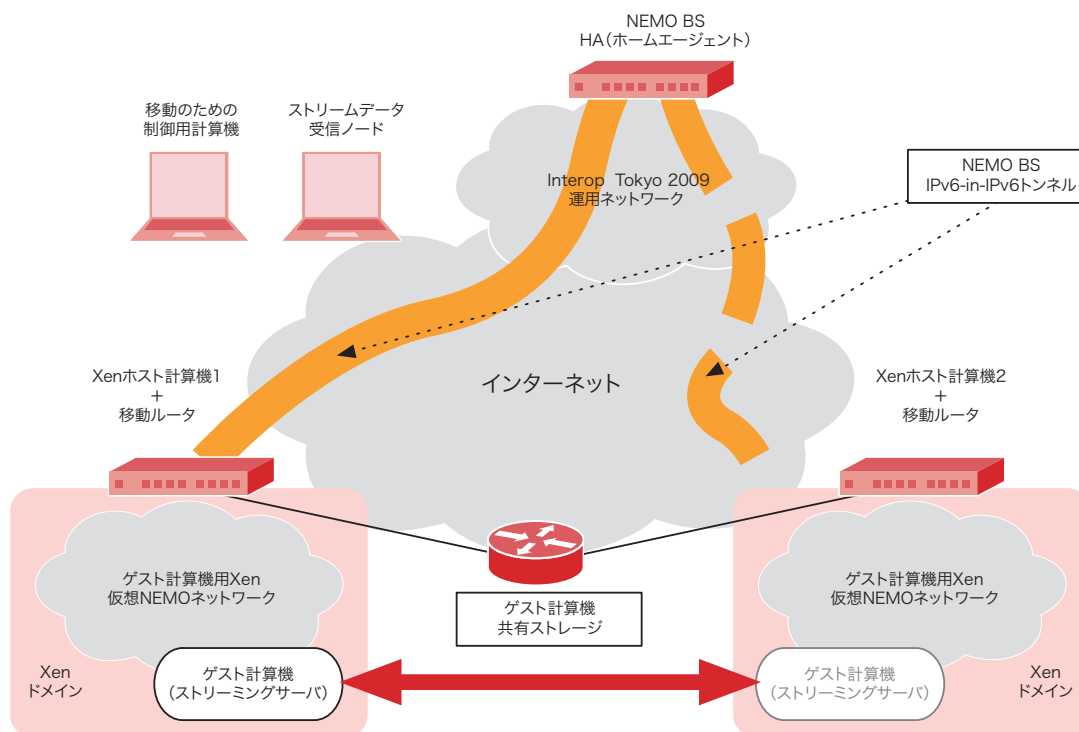 NEMO BS
HA（ホームエージェント）
移動のための
制御用計算機
ストリームデータ
受信ノード
Interop Tokyo 2009
運用ネットワーク
NEMO BS
IPv6-in-IPv6トンネル
Xenホスト計算機1
+
移動ルータ
インターネット
Xenホスト計算機2
+
移動ルータ
ゲスト計算機用Xen
仮想NEMOネットワーク
ゲスト計算機
共有ストレージ
ゲスト計算機用Xen
仮想NEMOネットワーク
Xen
ドメイン
ゲスト計算機
（ストリーミングサーバ）
ゲスト計算機
（ストリーミングサーバ）
Xen
ドメイン